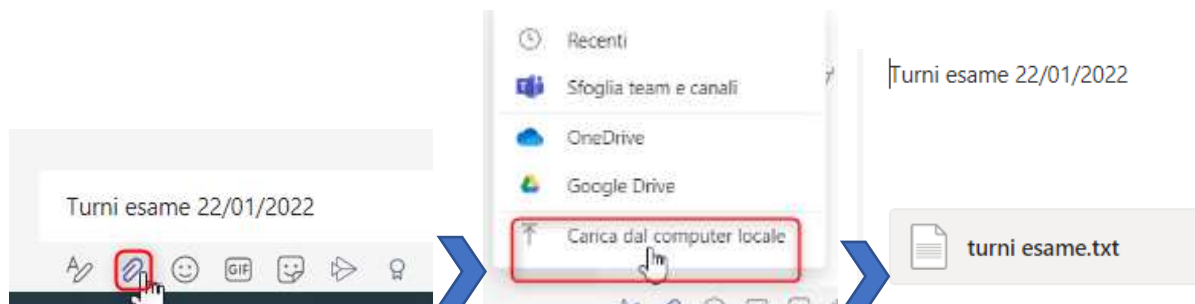 Turni esame 22/01/2022
GIF
Recenti
Sfoglia team e canali
OneDrive
Google Drive
Carica dal computer locale
Turni esame 22/01/2022
turni esame.txt